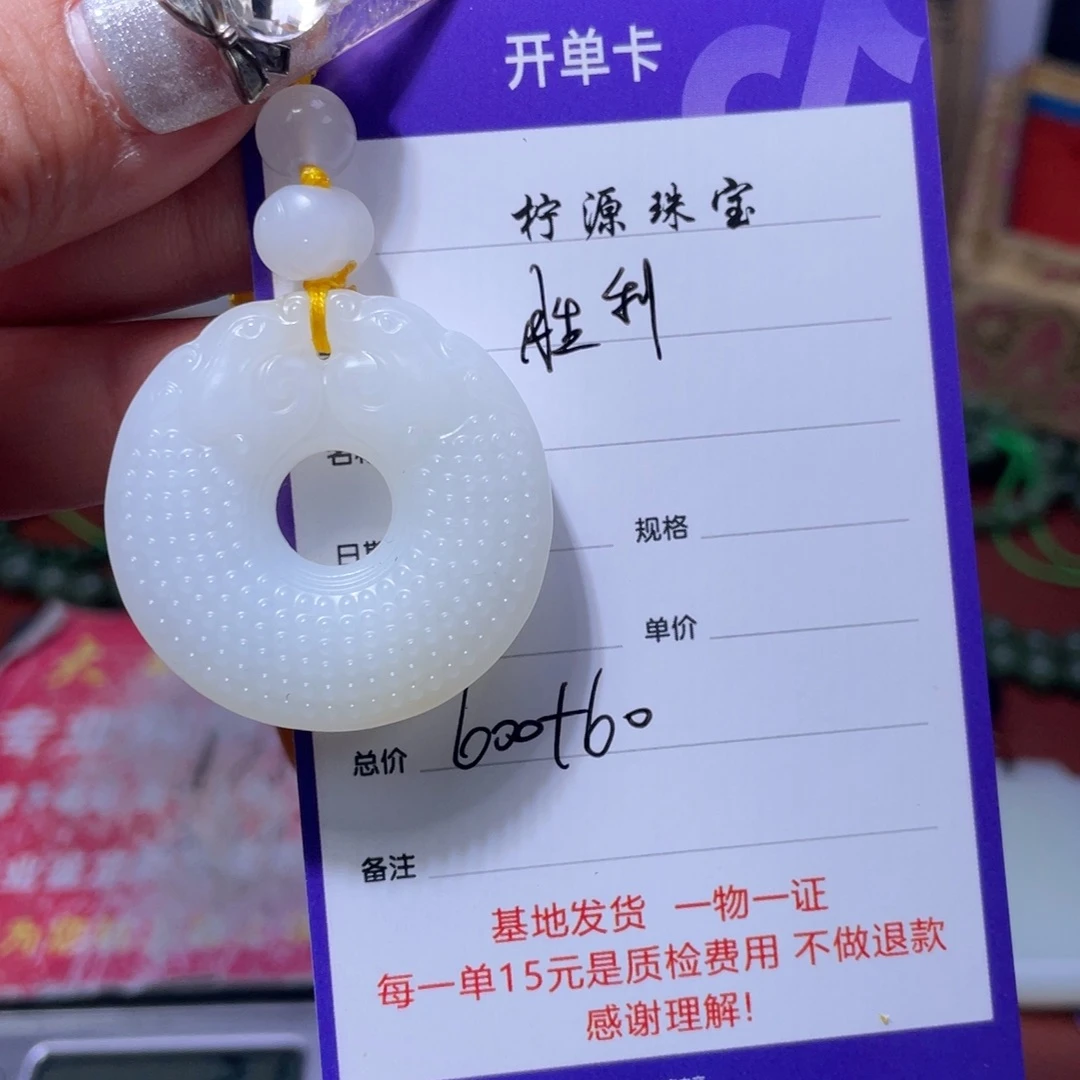 开单卡
柠源珠宝
胜利
规格
单价
总价 600+60
备注
基地发货 一物一证
每一单15元是质检费用 不做退款
感谢理解!